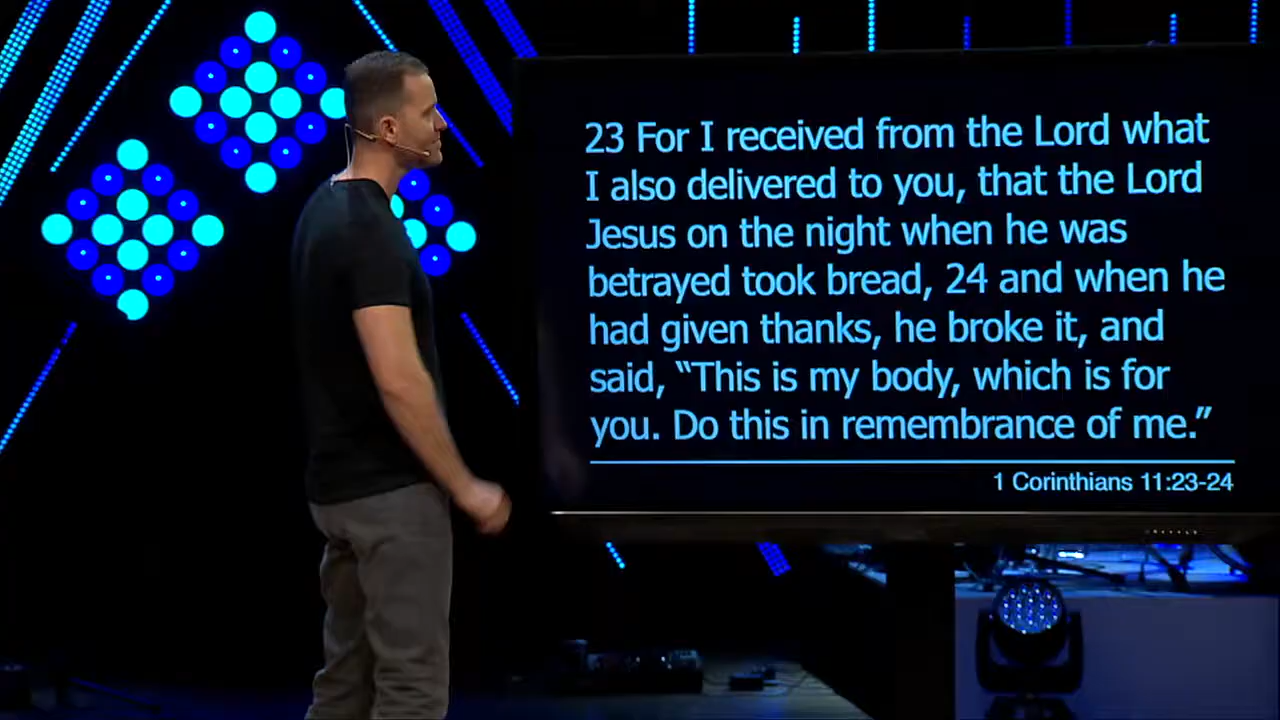 23 For I received from the Lord what
I also delivered to you, that the Lord
Jesus on the night when he was
betrayed took bread, 24 and when he
had given thanks, he broke it, and
said, “This is my body, which is for
you. Do this in remembrance of me.”
1 Corinthians 11:23-24